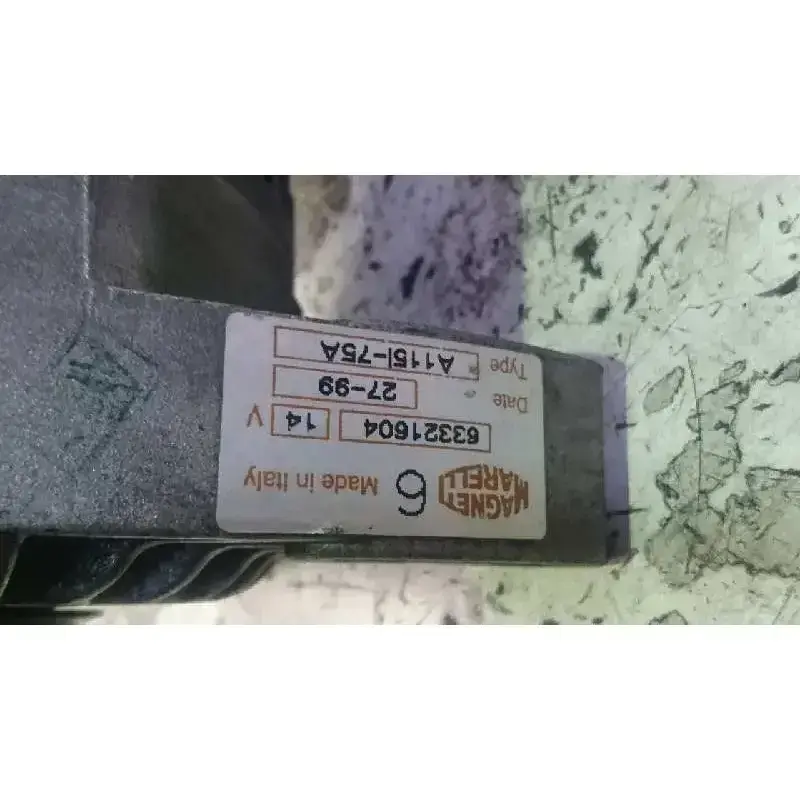 MAGNETI
MARELLI
6 Made in Italy
63321604 14 V
Date 27-99
Type A115I-75A